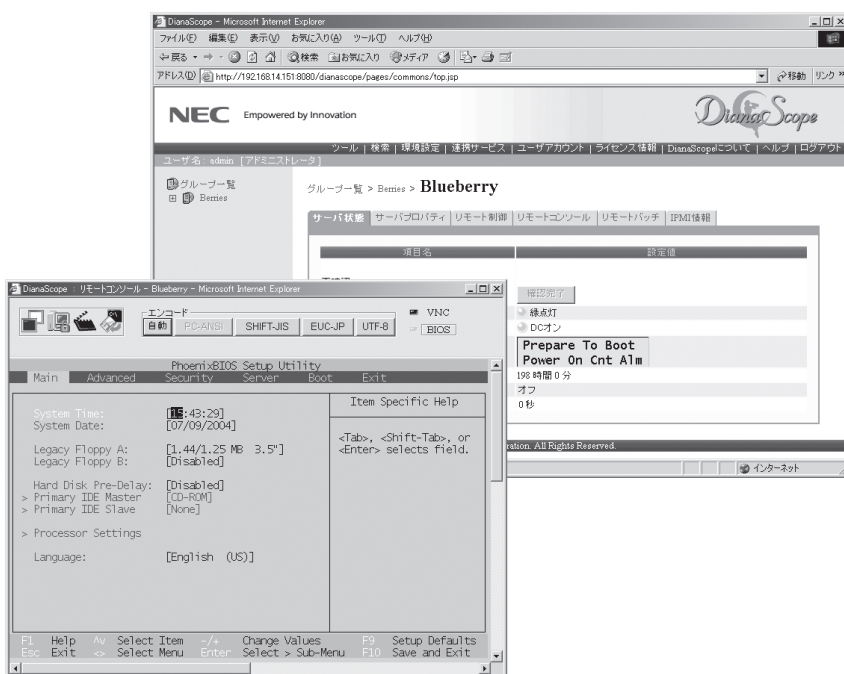 DianaScope - Microsoft Internet Explorer
ファイル(F) 編集(E) 表示(V) お気に入り(A) ツール(T) ヘルプ(H)
戻る 検索 お気に入り メディア
アドレス(D) http://192.168.14.151:8080/dianascope/pages/commons/top.jsp 移動 リンク »
NEC Empowered by Innovation
DianaScope
ツール | 検索 | 環境設定 | 連携サービス | ユーザアカウント | ライセンス情報 | DianaScopeについて | ヘルプ | ログアウト
ユーザ名: admin [アドミニストレータ]
グループ一覧
Berries
グループ一覧 > Berries > Blueberry
サーバ状態 サーバプロパティ リモート制御 リモートコンソール リモートバッチ IPMI情報
項目名 設定値
確認完了
緑点灯
DCオン
Prepare To Boot
Power On Cnt Alm
198 時間 0 分
オフ
0 秒
ration. All Rights Reserved.
インターネット
DianaScope : リモートコンソール - Blueberry - Microsoft Internet Explorer
エンコード
自動 PC-ANSI SHIFT-JIS EUC-JP UTF-8
VNC
BIOS
PhoenixBIOS Setup Utility
Main Advanced Security Server Boot Exit
Item Specific Help
System Time: [15:43:29]
System Date: [07/09/2004]
<Tab>, <Shift-Tab>, or
<Enter> selects field.
Legacy Floppy A: [1.44/1.25 MB 3.5"]
Legacy Floppy B: [Disabled]
Hard Disk Pre-Delay: [Disabled]
> Primary IDE Master [CD-ROM]
> Primary IDE Slave [None]
> Processor Settings
Language: [English (US)]
F1 Help ^v Select Item -/+ Change Values F9 Setup Defaults
Esc Exit <> Select Menu Enter Select > Sub-Menu F10 Save and Exit